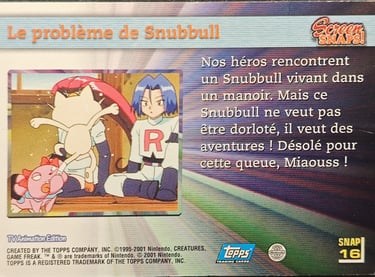 Le problème de Snubbull
Screen
SNAPS!
Nos héros rencontrent
un Snubbull vivant dans
un manoir. Mais ce
Snubbull ne veut pas
être dorloté, il veut des
aventures ! Désolé pour
cette queue, Miaouss !
R
TV Animation Edition
CREATED BY THE TOPPS COMPANY, INC. ©1995-2001 Nintendo, CREATURES,
GAME FREAK. ™ & ® are trademarks of Nintendo. © 2001 Nintendo.
TOPPS IS A REGISTERED TRADEMARK OF THE TOPPS COMPANY, INC.
Topps
TRADING CARDS
SNAP
16